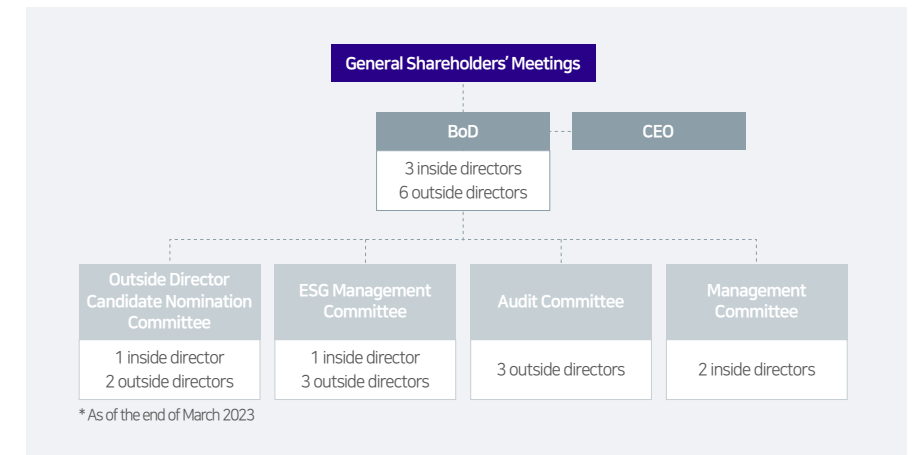 General Shareholders' Meetings
BoD
CEO
3 inside directors
6 outside directors
Outside Director
Candidate Nomination
Committee
1 inside director
2 outside directors
ESG Management
Committee
1 inside director
3 outside directors
Audit Committee
3 outside directors
Management
Committee
2 inside directors
* As of the end of March 2023